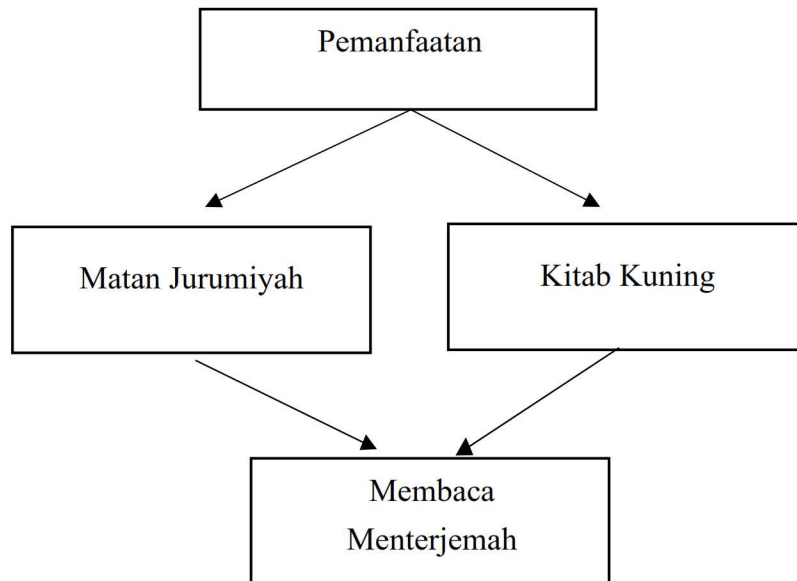 Pemanfaatan
Matan Jurumiyah
Kitab Kuning
Membaca
Menterjemah